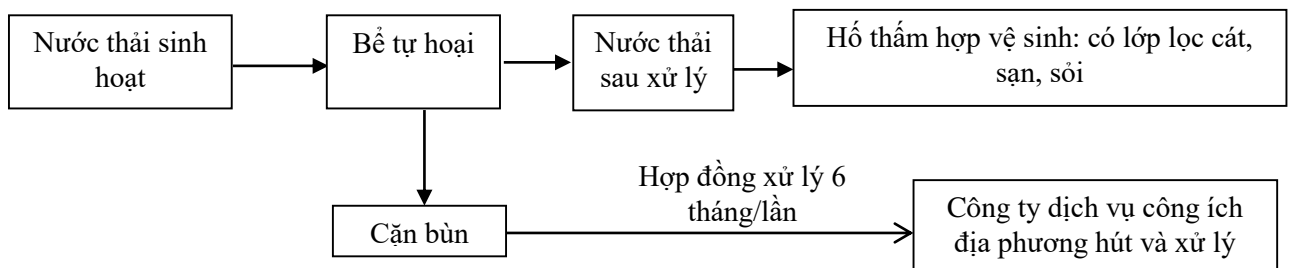 Nước thải sinh
hoạt
Bể tự hoại
Nước thải
sau xử lý
Hố thấm hợp vệ sinh: có lớp lọc cát,
sạn, sỏi
Hợp đồng xử lý 6
tháng/lần
Cặn bùn
Công ty dịch vụ công ích
địa phương hút và xử lý